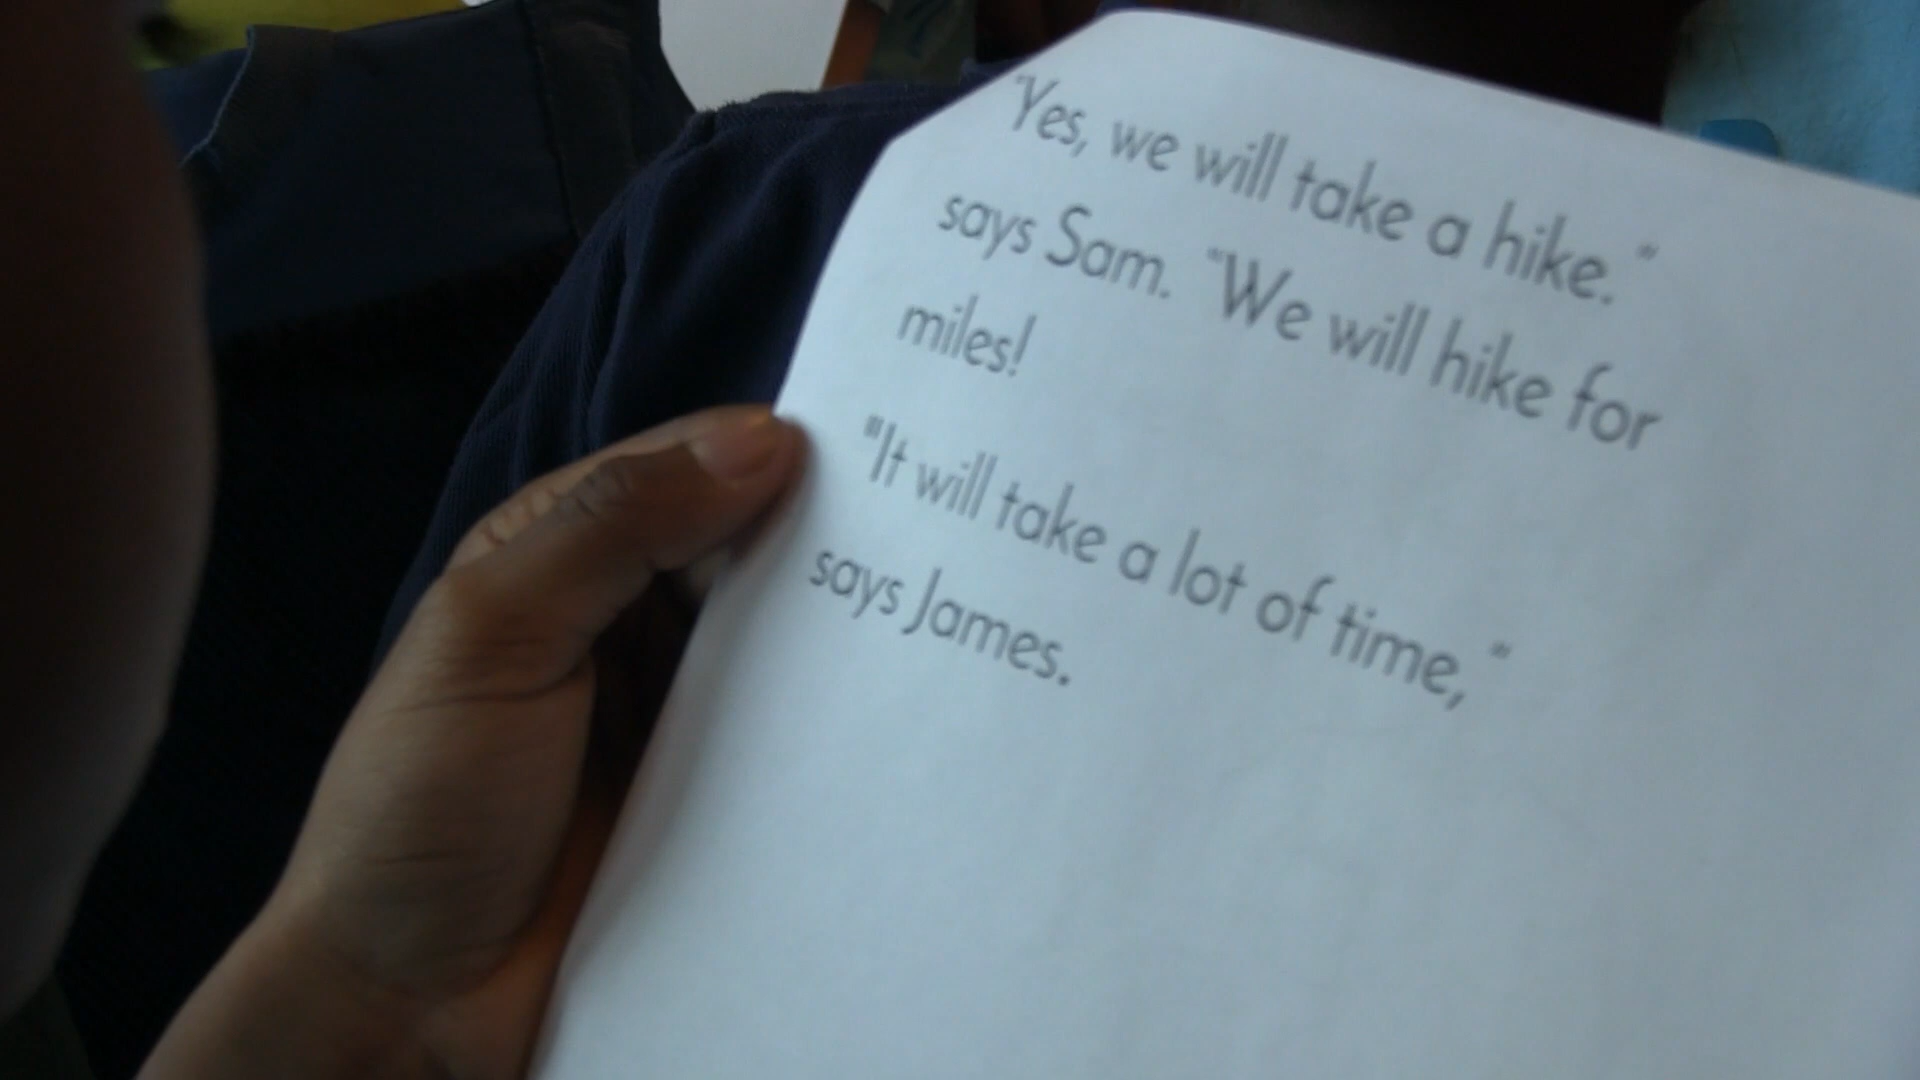 "Yes, we will take a hike."
says Sam. "We will hike for
miles!
"It will take a lot of time,"
says James.